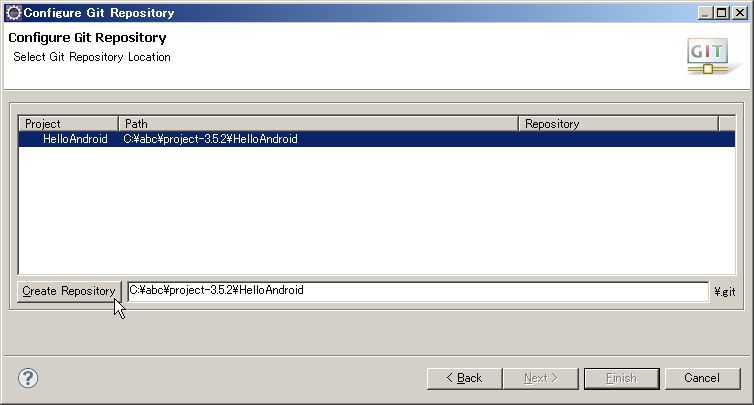 Configure Git Repository
Configure Git Repository
Select Git Repository Location
GIT
Project Path Repository
HelloAndroid C:¥abc¥project-3.5.2¥HelloAndroid
Create Repository C:¥abc¥project-3.5.2¥HelloAndroid ¥.git
? < Back Next > Finish Cancel